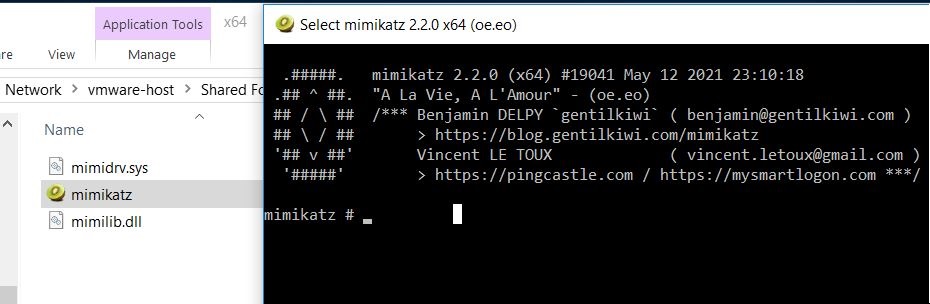 Application Tools
x64
re
View
Manage
Network
vmware-host
Shared Fo
Name
mimidrv.sys
mimikatz
mimilib.dll
Select mimikatz 2.2.0 x64 (oe.eo)
.#####.   mimikatz 2.2.0 (x64) #19041 May 12 2021 23:10:18
.## ^ ##.  "A La Vie, A L'Amour" - (oe.eo)
## / \ ##  /*** Benjamin DELPY `gentilkiwi` ( benjamin@gentilkiwi.com )
## \ / ##       > https://blog.gentilkiwi.com/mimikatz
'## v ##'       Vincent LE TOUX             ( vincent.letoux@gmail.com )
'#####'        > https://pingcastle.com / https://mysmartlogon.com ***/
mimikatz # _